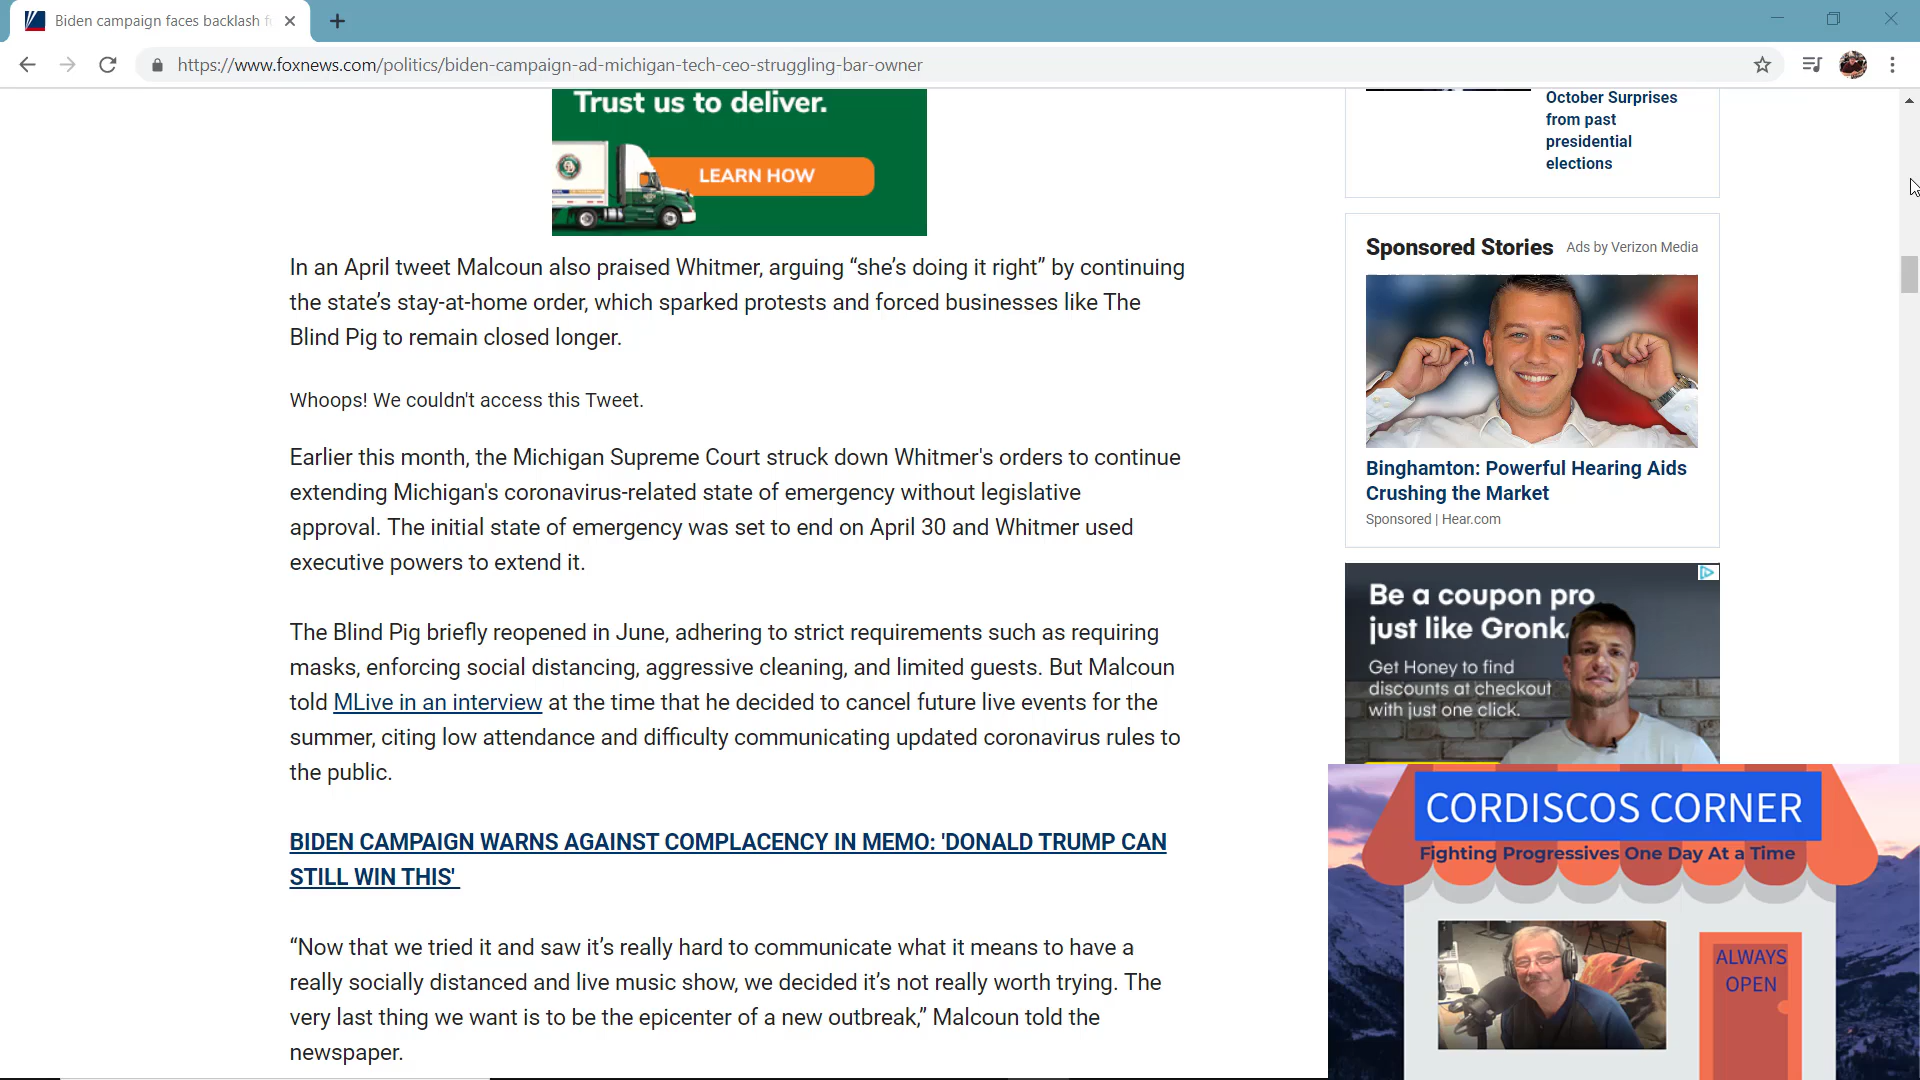 Biden campaign faces backlash f
https://www.foxnews.com/politics/biden-campaign-ad-michigan-tech-ceo-struggling-bar-owner
Trust us to deliver.
LEARN HOW
In an April tweet Malcoun also praised Whitmer, arguing “she’s doing it right” by continuing
the state’s stay-at-home order, which sparked protests and forced businesses like The
Blind Pig to remain closed longer.
Whoops! We couldn't access this Tweet.
Earlier this month, the Michigan Supreme Court struck down Whitmer's orders to continue
extending Michigan's coronavirus-related state of emergency without legislative
approval. The initial state of emergency was set to end on April 30 and Whitmer used
executive powers to extend it.
The Blind Pig briefly reopened in June, adhering to strict requirements such as requiring
masks, enforcing social distancing, aggressive cleaning, and limited guests. But Malcoun
told MLive in an interview at the time that he decided to cancel future live events for the
summer, citing low attendance and difficulty communicating updated coronavirus rules to
the public.
BIDEN CAMPAIGN WARNS AGAINST COMPLACENCY IN MEMO: 'DONALD TRUMP CAN
STILL WIN THIS'
“Now that we tried it and saw it’s really hard to communicate what it means to have a
really socially distanced and live music show, we decided it’s not really worth trying. The
very last thing we want is to be the epicenter of a new outbreak,” Malcoun told the
newspaper.
October Surprises
from past
presidential
elections
Sponsored Stories Ads by Verizon Media
Binghamton: Powerful Hearing Aids
Crushing the Market
Sponsored | Hear.com
Be a coupon pro
just like Gronk.
Get Honey to find
discounts at checkout
with just one click.
CORDISCOS CORNER
Fighting Progressives One Day At a Time
ALWAYS
OPEN